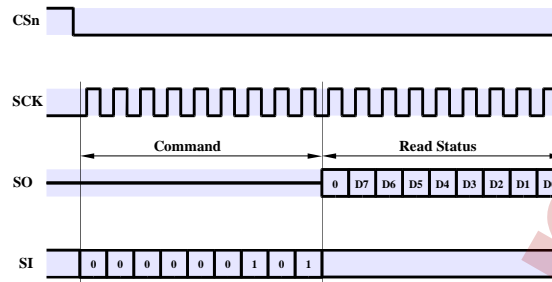 CSn
SCK
Command Read Status
SO 0 D7 D6 D5 D4 D3 D2 D1
SI 0 0 0 0 0 0 1 0 1